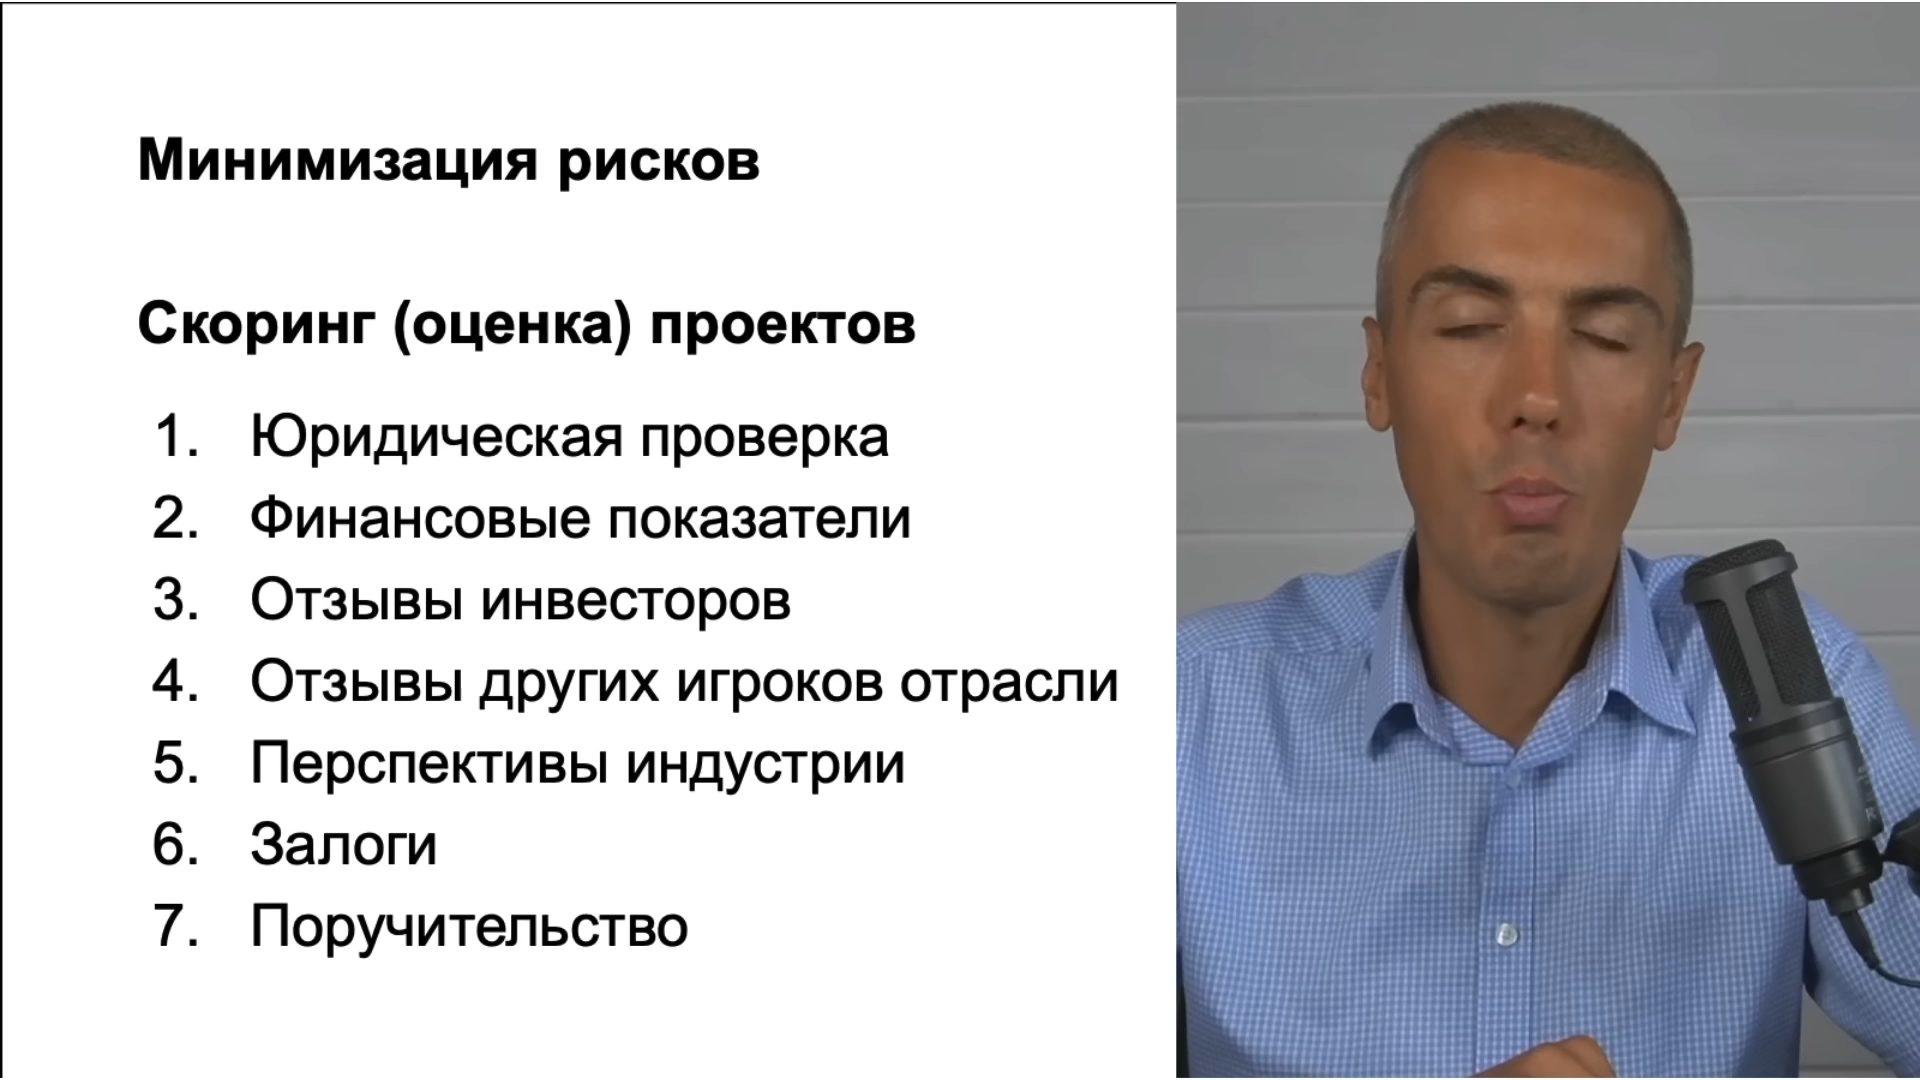 Минимизация рисков
Скоринг (оценка) проектов
1. Юридическая проверка
2. Финансовые показатели
3. Отзывы инвесторов
4. Отзывы других игроков отрасли
5. Перспективы индустрии
6. Залоги
7. Поручительство